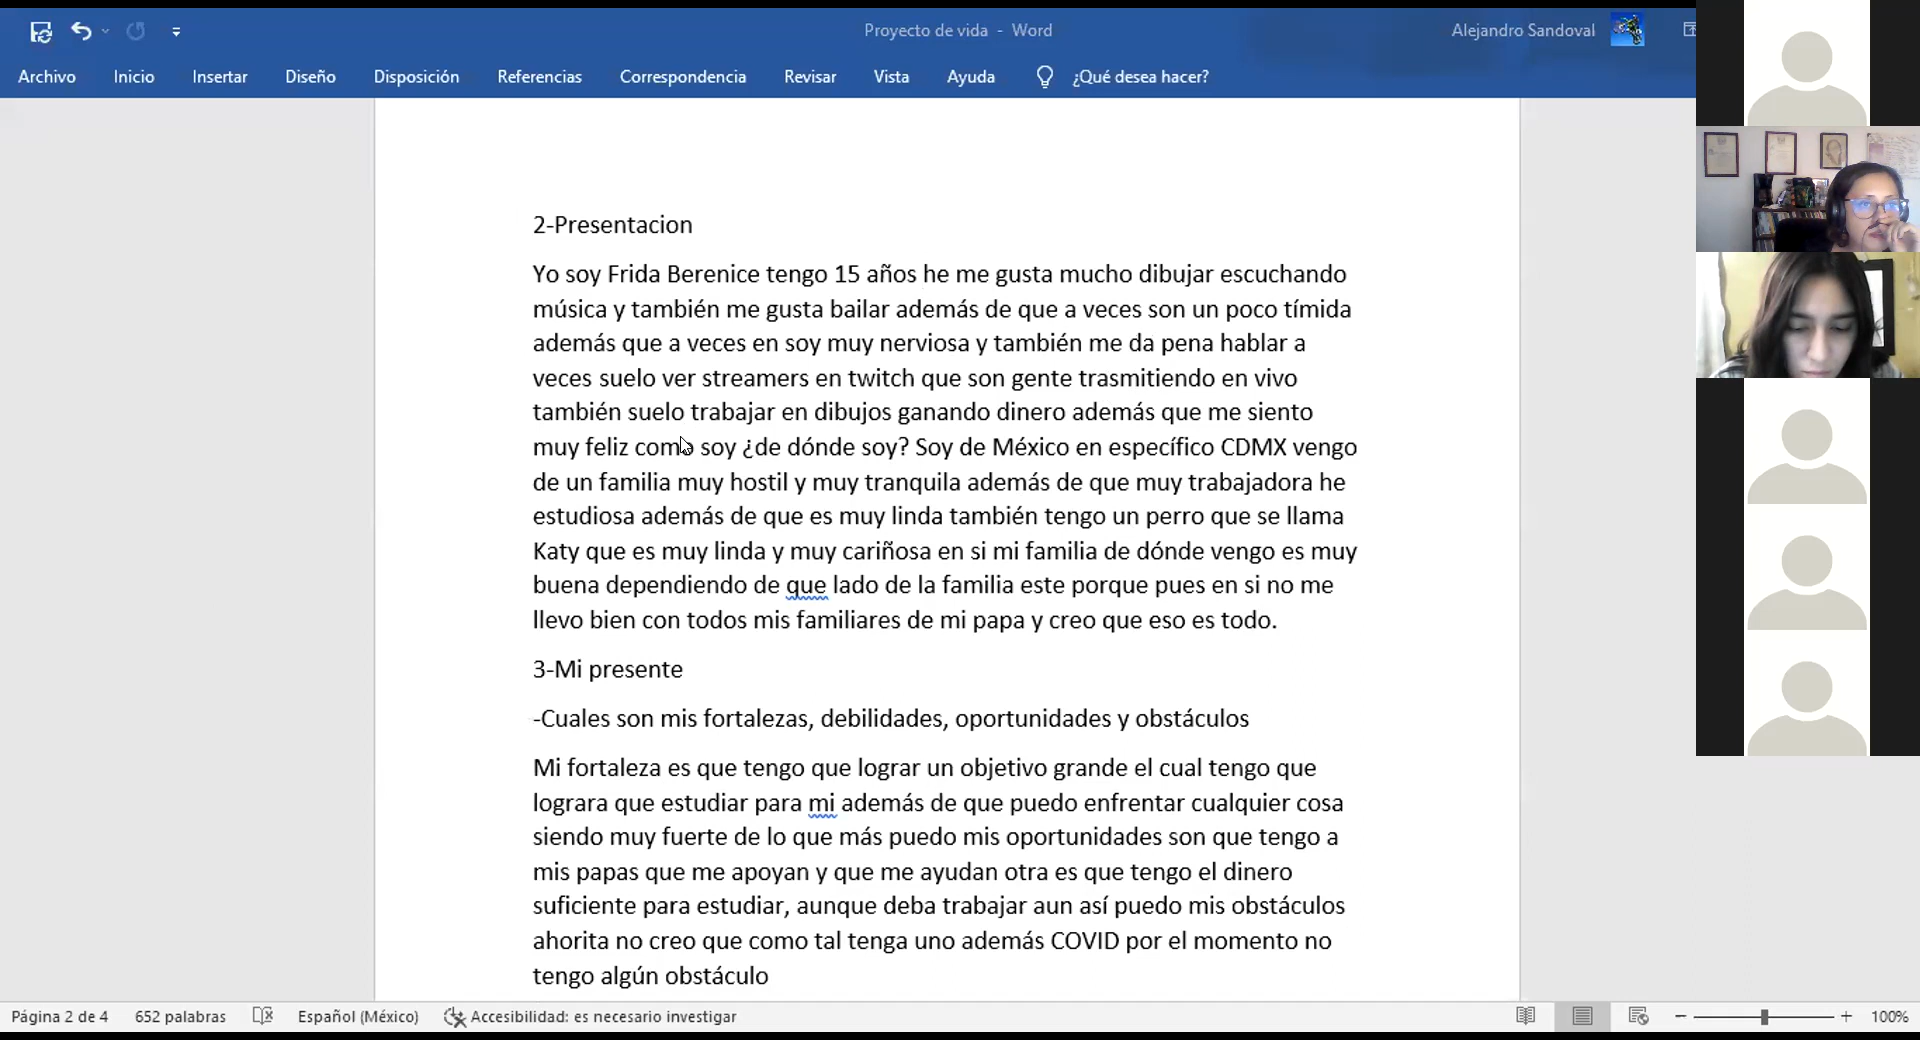 Proyecto de vida - Word
Alejandro Sandoval
Archivo Inicio Insertar Diseño Disposición Referencias Correspondencia Revisar Vista Ayuda ¿Qué desea hacer?
2-Presentacion
Yo soy Frida Berenice tengo 15 años he me gusta mucho dibujar escuchando
música y también me gusta bailar además de que a veces son un poco tímida
además que a veces en soy muy nerviosa y también me da pena hablar a
veces suelo ver streamers en twitch que son gente trasmitiendo en vivo
también suelo trabajar en dibujos ganando dinero además que me siento
muy feliz como soy ¿de dónde soy? Soy de México en específico CDMX vengo
de un familia muy hostil y muy tranquila además de que muy trabajadora he
estudiosa además de que es muy linda también tengo un perro que se llama
Katy que es muy linda y muy cariñosa en si mi familia de dónde vengo es muy
buena dependiendo de que lado de la familia este porque pues en si no me
llevo bien con todos mis familiares de mi papa y creo que eso es todo.
3-Mi presente
-Cuales son mis fortalezas, debilidades, oportunidades y obstáculos
Mi fortaleza es que tengo que lograr un objetivo grande el cual tengo que
lograra que estudiar para mi además de que puedo enfrentar cualquier cosa
siendo muy fuerte de lo que más puedo mis oportunidades son que tengo a
mis papas que me apoyan y que me ayudan otra es que tengo el dinero
suficiente para estudiar, aunque deba trabajar aun así puedo mis obstáculos
ahorita no creo que como tal tenga uno además COVID por el momento no
tengo algún obstáculo
Página 2 de 4 652 palabras Español (México) Accesibilidad: es necesario investigar 100%